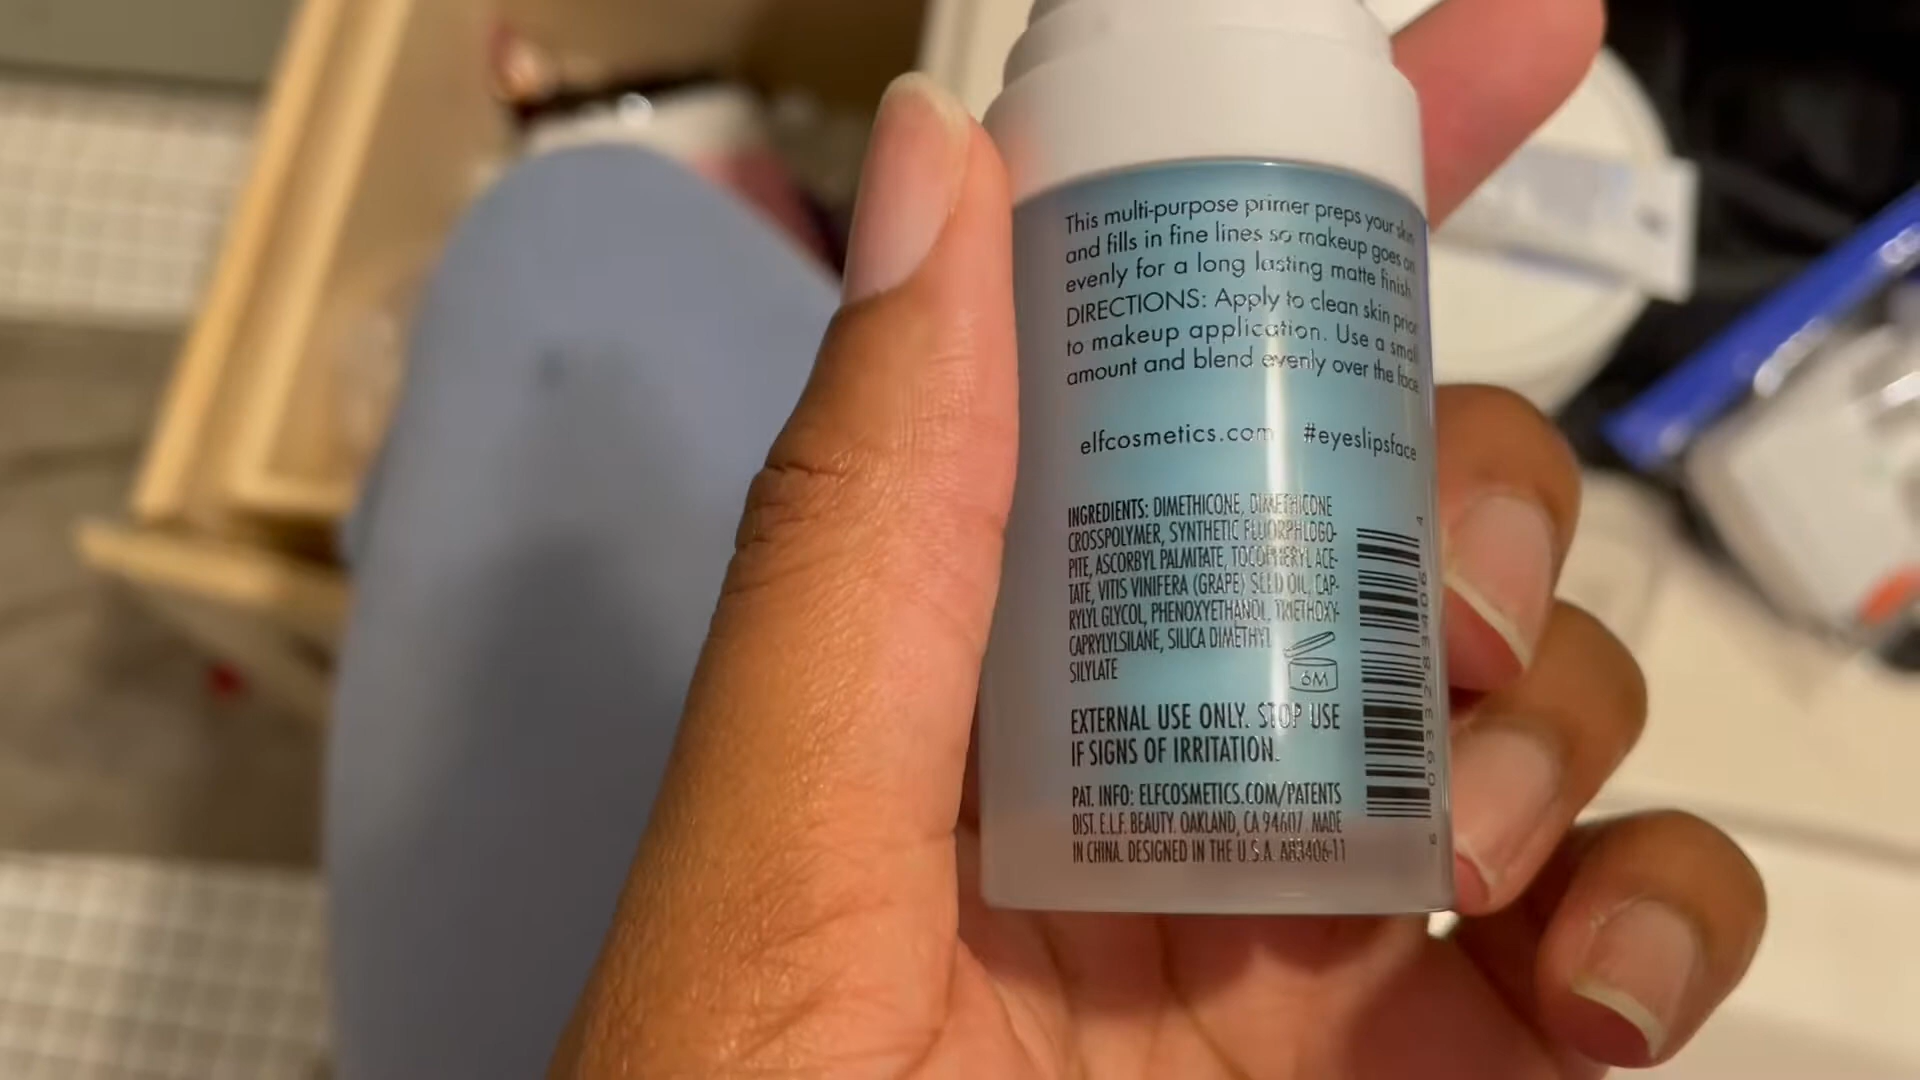 This multi-purpose primer preps your skin
and fills in fine lines so makeup goes on
evenly for a long lasting matte finish.
DIRECTIONS: Apply to clean skin prior
to makeup application. Use a small
amount and blend evenly over the face
elfcosmetics.com #eyeslipsface
INGREDIENTS: DIMETHICONE, DIMETHICONE
CROSSPOLYMER, SYNTHETIC FLUORPHLOGO-
PITE, ASCORBYL PALMITATE, TOCOPHERYL ACE-
TATE, VITIS VINIFERA (GRAPE) SEED OIL, CAP-
RYLYL GLYCOL, PHENOXYETHANOL, TRIETHOXY-
CAPRYLYLSILANE, SILICA DIMETHYL
SILYLATE
6M
EXTERNAL USE ONLY. STOP USE
IF SIGNS OF IRRITATION.
PAT. INFO: ELFCOSMETICS.COM/PATENTS
DIST. E.L.F. BEAUTY. OAKLAND, CA 94607. MADE
IN CHINA. DESIGNED IN THE U.S.A. AB3406-11